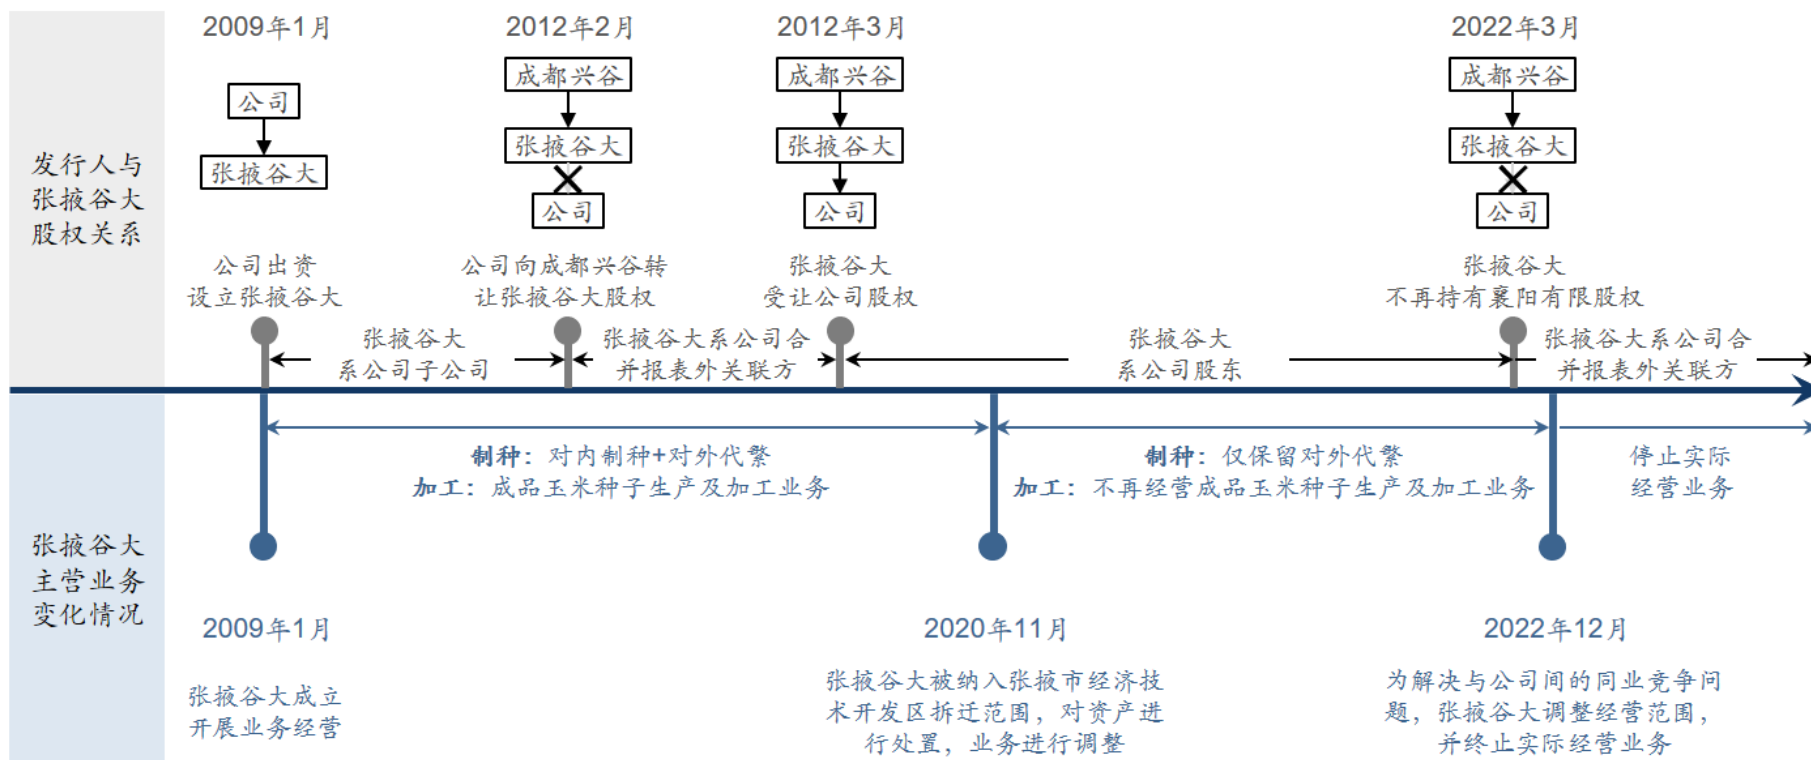 发行人与
张掖谷大
股权关系
2009年1月
公司
张掖谷大
公司出资
设立张掖谷大
2012年2月
成都兴谷
张掖谷大
公司
公司向成都兴谷转
让张掖谷大股权
2012年3月
成都兴谷
张掖谷大
公司
张掖谷大
受让公司股权
2022年3月
成都兴谷
张掖谷大
公司
张掖谷大
不再持有襄阳有限股权
张掖谷大
系公司子公司
张掖谷大系公司合
并报表外关联方
张掖谷大
系公司股东
张掖谷大系公司合
并报表外关联方
张掖谷大
主营业务
变化情况
制种：对内制种+对外代繁
加工：成品玉米种子生产及加工业务
制种：仅保留对外代繁
加工：不再经营成品玉米种子生产及加工业务
停止实际
经营业务
2009年1月
张掖谷大成立
开展业务经营
2020年11月
张掖谷大被纳入张掖市经济技
术开发区拆迁范围，对资产进
行处置，业务进行调整
2022年12月
为解决与公司间的同业竞争问
题，张掖谷大调整经营范围，
并终止实际经营业务